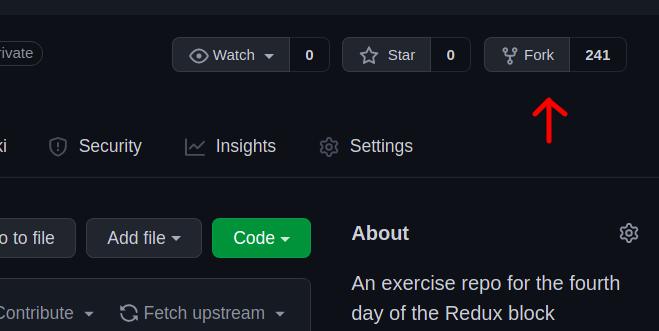 rivate
Watch 0 Star 0 Fork 241
ki Security Insights Settings
o to file Add file Code About
An exercise repo for the fourth
day of the Redux block
Contribute Fetch upstream